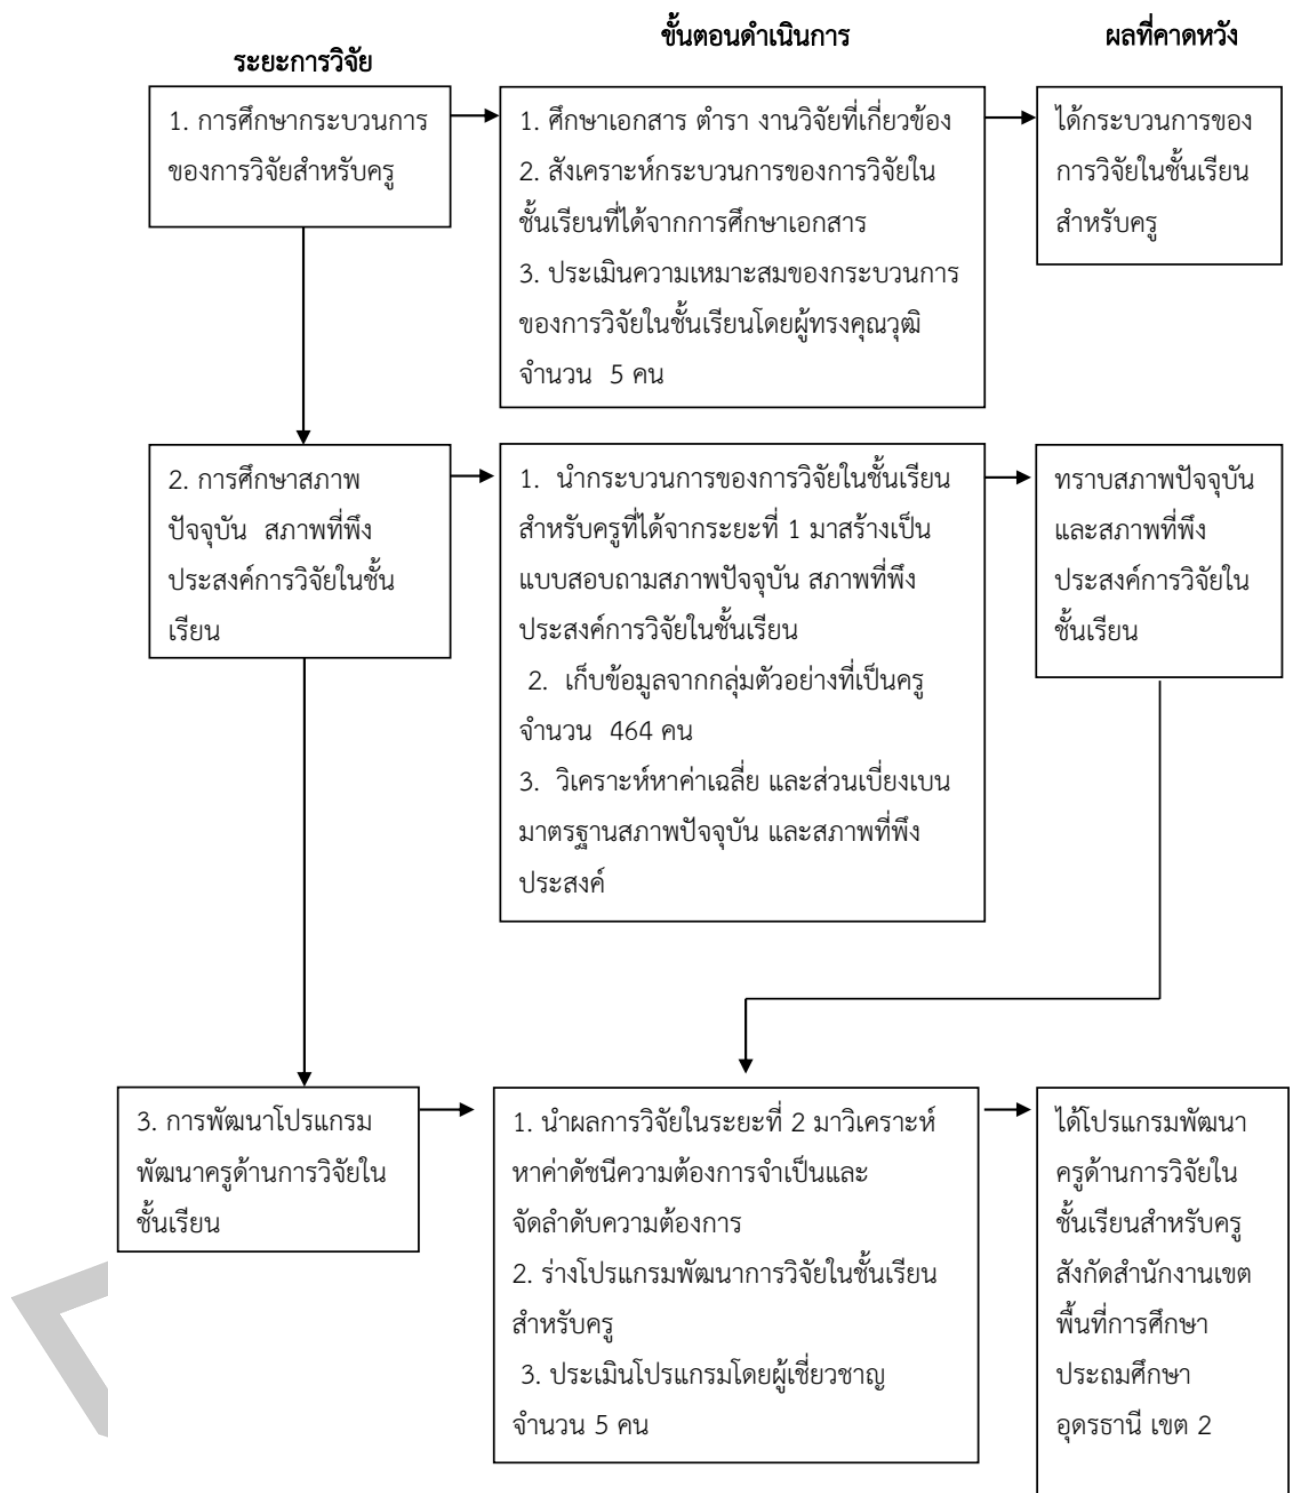 ระยะการวิจัย
ขั้นตอนดำเนินการ
ผลที่คาดหวัง
1. การศึกษากระบวนการ
ของการวิจัยสำหรับครู
1. ศึกษาเอกสาร ตำรา งานวิจัยที่เกี่ยวข้อง
2. สังเคราะห์กระบวนการของการวิจัยใน
ชั้นเรียนที่ได้จากการศึกษาเอกสาร
3. ประเมินความเหมาะสมของกระบวนการ
ของการวิจัยในชั้นเรียนโดยผู้ทรงคุณวุฒิ
จำนวน 5 คน
ได้กระบวนการของ
การวิจัยในชั้นเรียน
สำหรับครู
2. การศึกษาสภาพ
ปัจจุบัน สภาพที่พึง
ประสงค์การวิจัยในชั้น
เรียน
1. นำกระบวนการของการวิจัยในชั้นเรียน
สำหรับครูที่ได้จากระยะที่ 1 มาสร้างเป็น
แบบสอบถามสภาพปัจจุบัน สภาพที่พึง
ประสงค์การวิจัยในชั้นเรียน
2. เก็บข้อมูลจากกลุ่มตัวอย่างที่เป็นครู
จำนวน 464 คน
3. วิเคราะห์หาค่าเฉลี่ย และส่วนเบี่ยงเบน
มาตรฐานสภาพปัจจุบัน และสภาพที่พึง
ประสงค์
ทราบสภาพปัจจุบัน
และสภาพที่พึง
ประสงค์การวิจัยใน
ชั้นเรียน
3. การพัฒนาโปรแกรม
พัฒนาครูด้านการวิจัยใน
ชั้นเรียน
1. นำผลการวิจัยในระยะที่ 2 มาวิเคราะห์
หาค่าดัชนีความต้องการจำเป็นและ
จัดลำดับความต้องการ
2. ร่างโปรแกรมพัฒนาการวิจัยในชั้นเรียน
สำหรับครู
3. ประเมินโปรแกรมโดยผู้เชี่ยวชาญ
จำนวน 5 คน
ได้โปรแกรมพัฒนา
ครูด้านการวิจัยใน
ชั้นเรียนสำหรับครู
สังกัดสำนักงานเขต
พื้นที่การศึกษา
ประถมศึกษา
อุดรธานี เขต 2